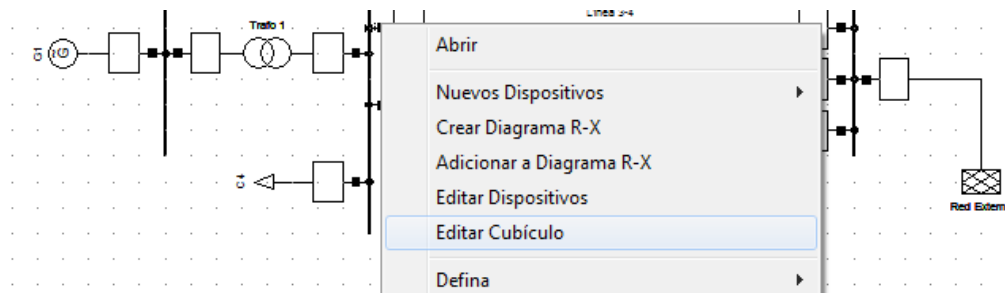 Línea 3-4
Trafo 1
G1
~G
Abrir
Nuevos Dispositivos
Crear Diagrama R-X
Adicionar a Diagrama R-X
C4
Editar Dispositivos
Red Extern
Editar Cubículo
Defina